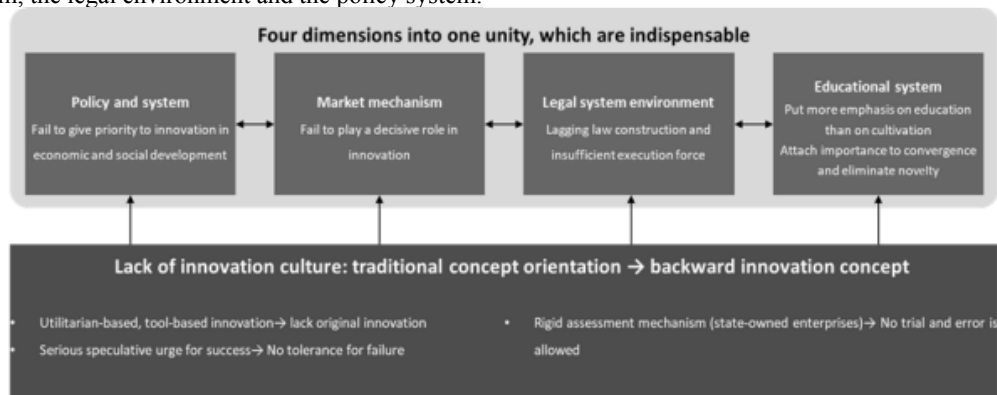 the legal environment and the policy system.
Four dimensions into one unity, which are indispensable
Policy and system
Fail to give priority to innovation in
economic and social development
Market mechanism
Fail to play a decisive role in
innovation
Legal system environment
Lagging law construction and
insufficient execution force
Educational system
Put more emphasis on education
than on cultivation
Attach importance to convergence
and eliminate novelty
Lack of innovation culture: traditional concept orientation → backward innovation concept
• Utilitarian-based, tool-based innovation→ lack original innovation
• Serious speculative urge for success→ No tolerance for failure
• Rigid assessment mechanism (state-owned enterprises)→ No trial and error is
allowed